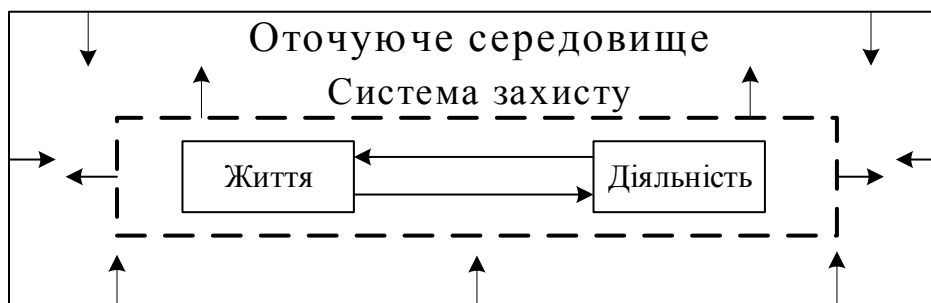 Оточуюче середовище
Система захисту
Життя
Діяльність